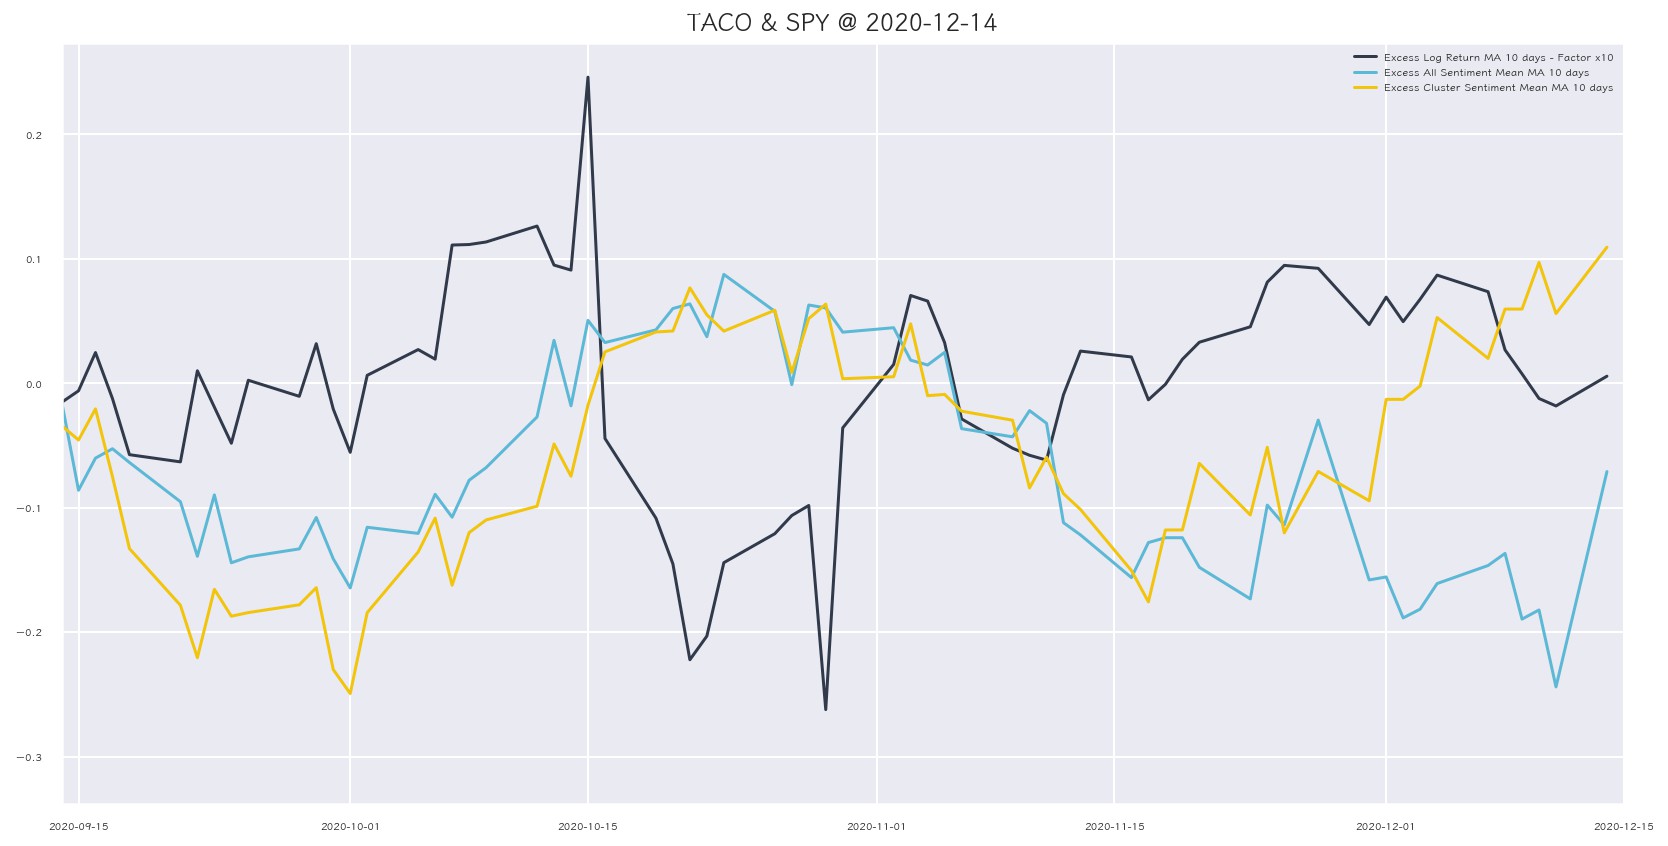 TACO & SPY @ 2020-12-14
Excess Log Return MA 10 days - Factor x10
Excess All Sentiment Mean MA 10 days
Excess Cluster Sentiment Mean MA 10 days
0.2
0.1
0.0
−0.1
−0.2
−0.3
2020-09-15 2020-10-01 2020-10-15 2020-11-01 2020-11-15 2020-12-01 2020-12-15